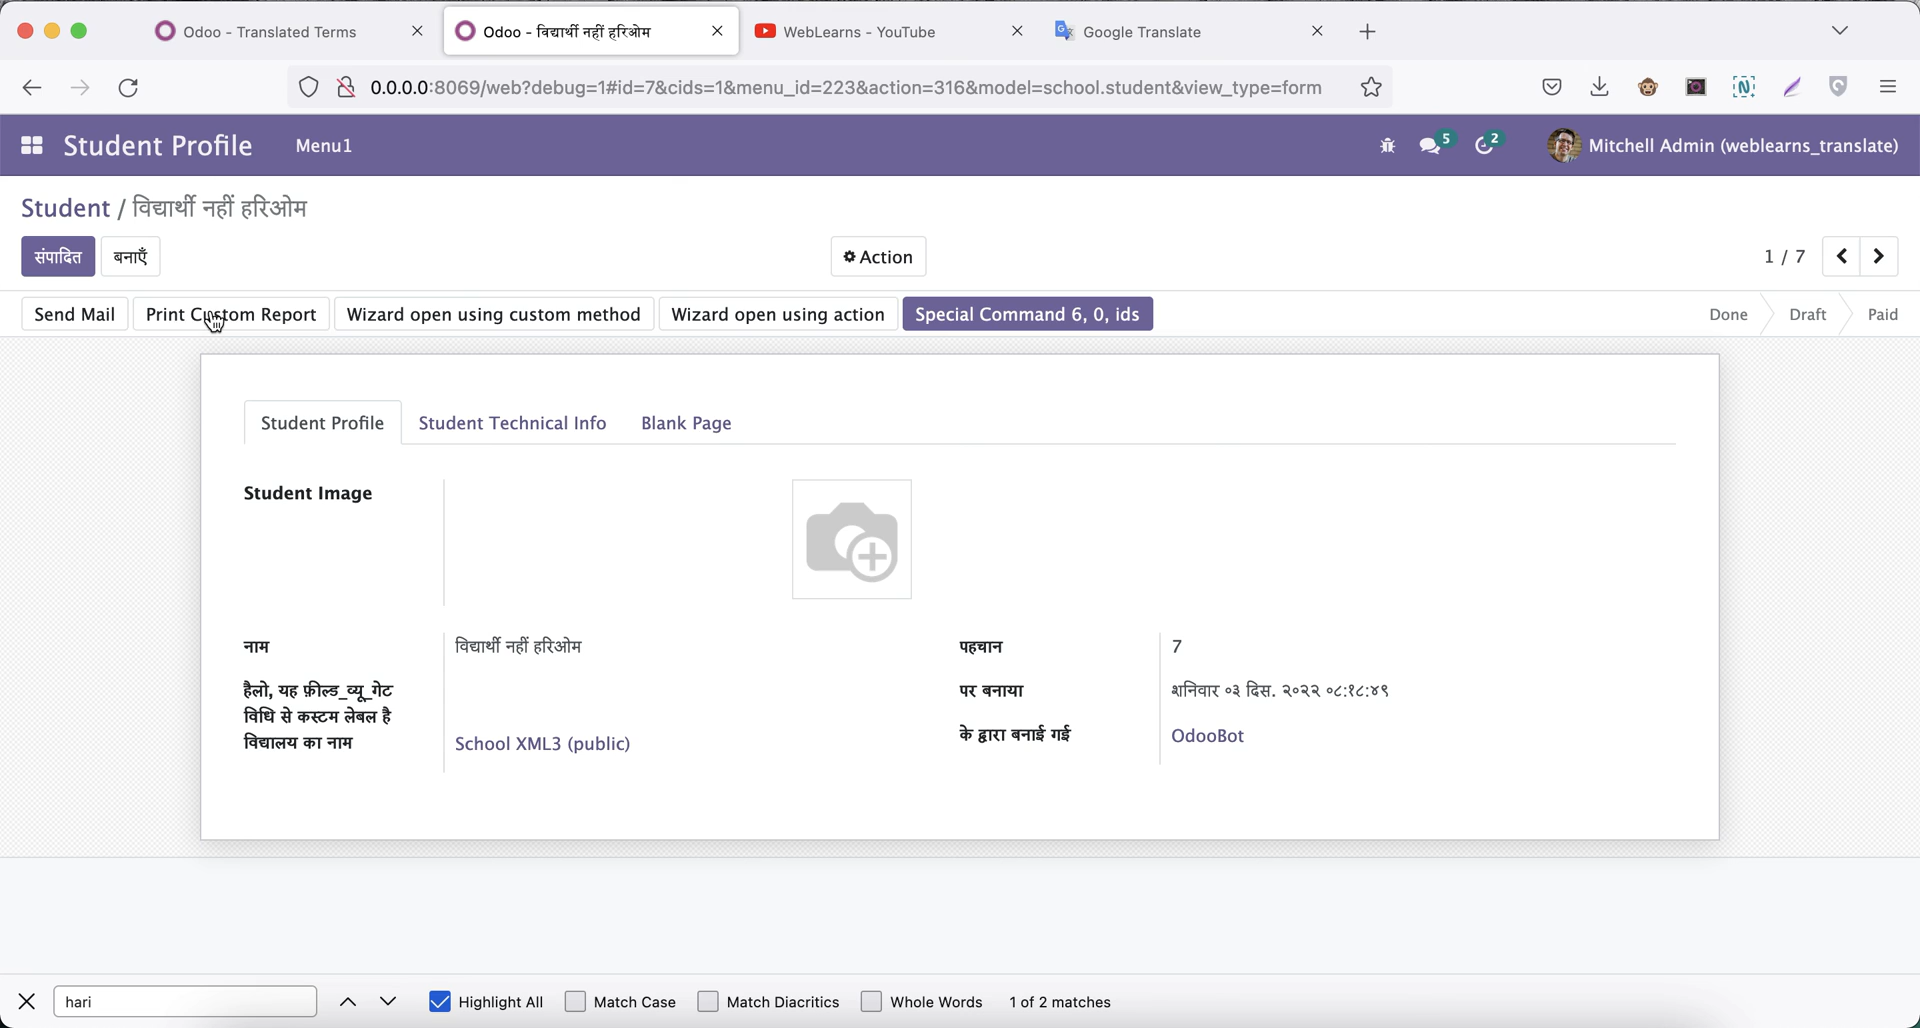 Odoo - Translated Terms
Odoo - विद्यार्थी नहीं हरिओम
WebLearns - YouTube
Google Translate
0.0.0.0:8069/web?debug=1#id=7&cids=1&menu_id=223&action=316&model=school.student&view_type=form
Student Profile Menu1
5 2 Mitchell Admin (weblearns_translate)
Student / विद्यार्थी नहीं हरिओम
संपादित बनाएँ Action 1 / 7
Send Mail Print Custom Report Wizard open using custom method Wizard open using action Special Command 6, 0, ids Done Draft Paid
Student Profile Student Technical Info Blank Page
Student Image
नाम विद्यार्थी नहीं हरिओम पहचान 7
हैलो, यह फ़ील्ड_व्यू_गेट
विधि से कस्टम लेबल है
पर बनाया शनिवार ०३ दिस. २०२२ ०८:१८:४९
विद्यालय का नाम School XML3 (public) के द्वारा बनाई गई OdooBot
hari Highlight All Match Case Match Diacritics Whole Words 1 of 2 matches